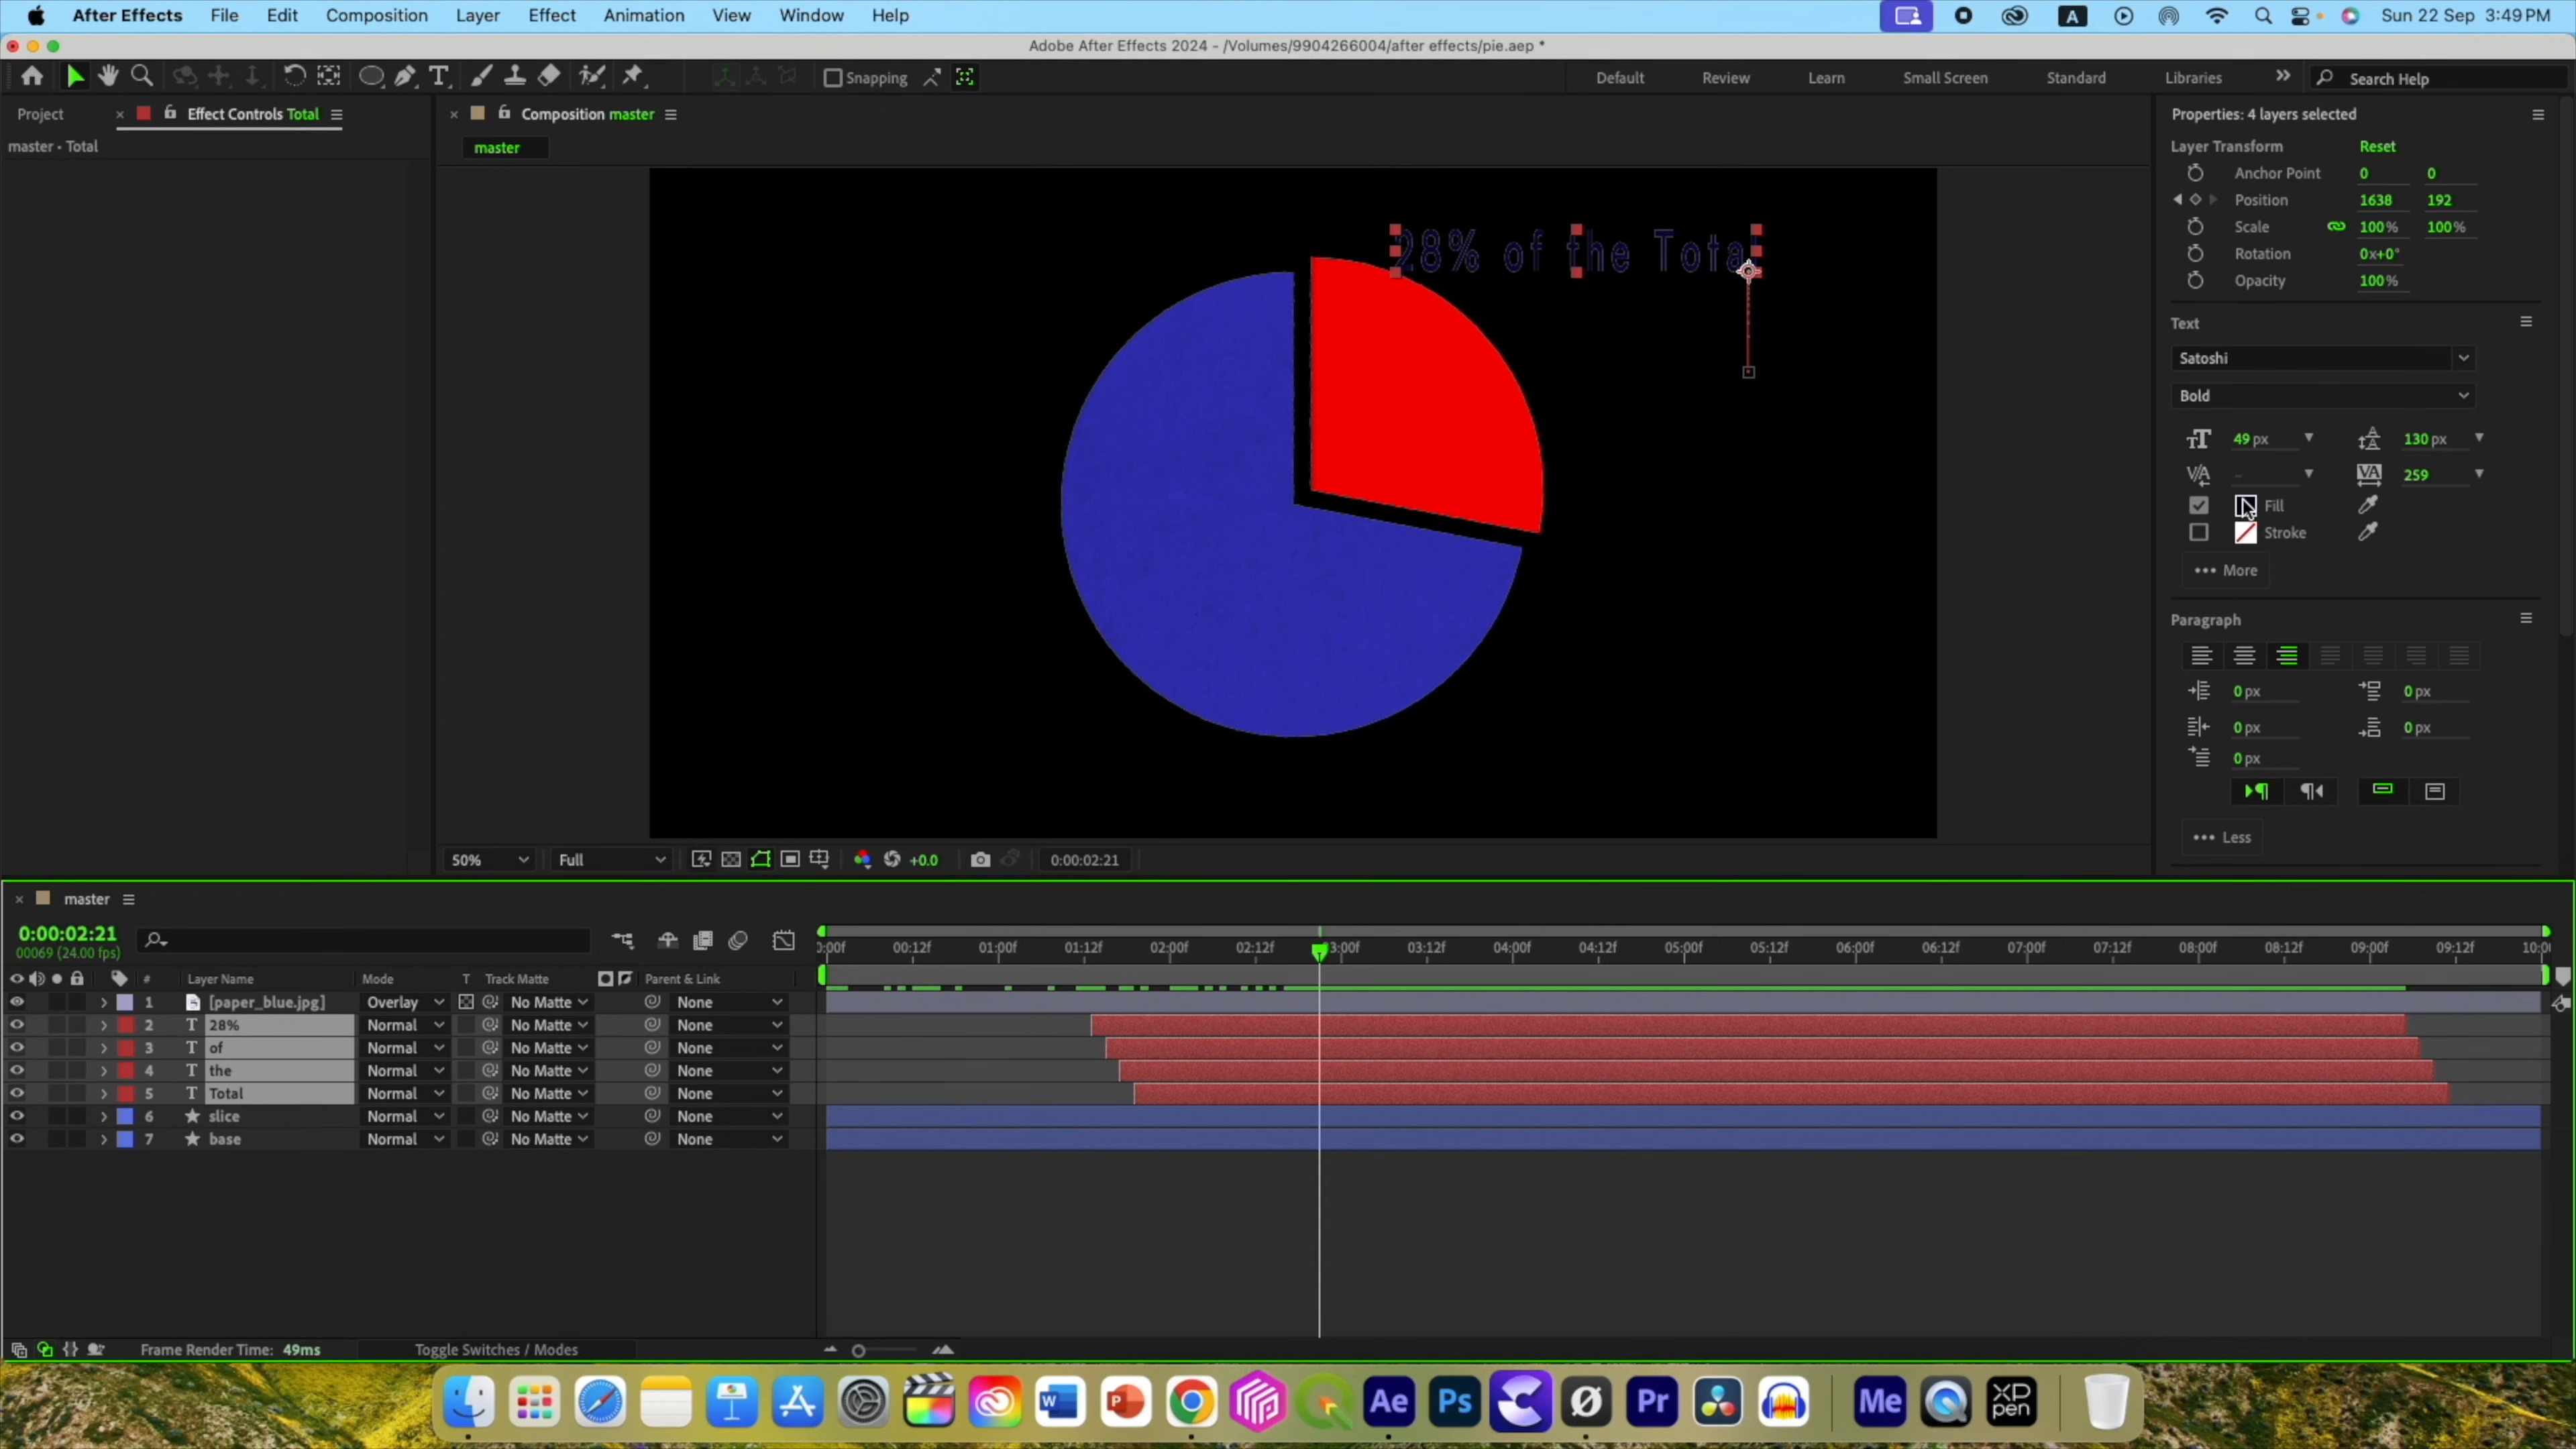 After Effects File Edit Composition Layer Effect Animation View Window Help A Sun 22 Sep 3:49 PM
Adobe After Effects 2024 - /Volumes/9904266004/after effects/pie.aep *
T Snapping Default Review Learn Small Screen Standard Libraries Search Help
Project × Effect Controls Total
master • Total
× Composition master
master
28% of the Total
Properties: 4 layers selected
Layer Transform Reset
Anchor Point 0 0
Position 1638 192
Scale 100% 100%
Rotation 0x+0°
Opacity 100%
Text
Satoshi
Bold
49 px 130 px
259
Fill
Stroke
••• More
Paragraph
0 px 0 px
0 px 0 px
0 px
••• Less
50% Full +0.0 0:00:02:21
× master
0:00:02:21
00069 (24.00 fps)
00:12f 01:00f 01:12f 02:00f 02:12f 3:00f 03:12f 04:00f 04:12f 05:00f 05:12f 06:00f 06:12f 07:00f 07:12f 08:00f 08:12f 09:00f 09:12f
# Layer Name Mode T Track Matte Parent & Link
1 [paper_blue.jpg] Overlay No Matte None
2 T 28% Normal No Matte None
3 T of Normal No Matte None
4 T the Normal No Matte None
5 T Total Normal No Matte None
6 slice Normal No Matte None
7 base Normal No Matte None
Frame Render Time: 49ms Toggle Switches / Modes
W P Ae Ps Pr Me XP pen